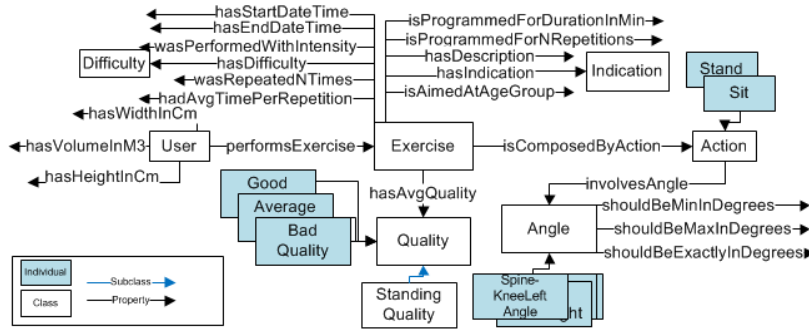 hasStartDateTime
hasEndDateTime
wasPerformedWithIntensity
hasDifficulty
wasRepeatedNTimes
hadAvgTimePerRepetition
Difficulty
isProgrammedForDurationInMin
isProgrammedForNRepetitions
hasDescription
hasIndication
isAimedAtAgeGroup
Indication
Stand
Sit
hasWidthInCm
hasVolumeInM3
hasHeightInCm
User
performsExercise
Exercise
isComposedByAction
Action
hasAvgQuality
involvesAngle
Good
Average
Bad
Quality
Quality
Angle
shouldBeMinInDegrees
shouldBeMaxInDegrees
shouldBeExactlyInDegrees
Standing
Quality
Spine-
KneeLeft
Angle
Individual
Class
Subclass
Property